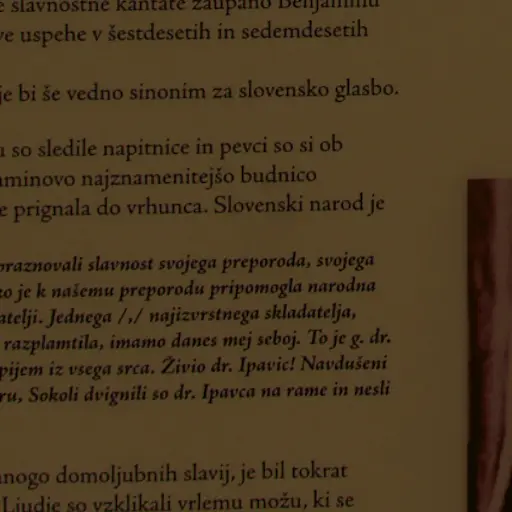 slavnostne kantate zaupano Benjaminu
ve uspehe v šestdesetih in sedemdesetih
je bi še vedno sinonim za slovensko glasbo.
u so sledile napitnice in pevci so si ob
aminovo najznamenitejšo budnico
e prignala do vrhunca. Slovenski narod je
praznovali slavnost svojega preporoda, svojega
ko je k našemu preporodu pripomogla narodna
atelji. Jednega /,/ najizvrstnega skladatelja,
razplamtila, imamo danes mej seboj. To je g. dr.
pijem iz vsega srca. Živio dr. Ipavic! Navdušeni
ru, Sokoli dvignili so dr. Ipavca na rame in nesli
nogo domoljubnih slavij, je bil tokrat
Ljudje so vzklikali vrlemu možu, ki se